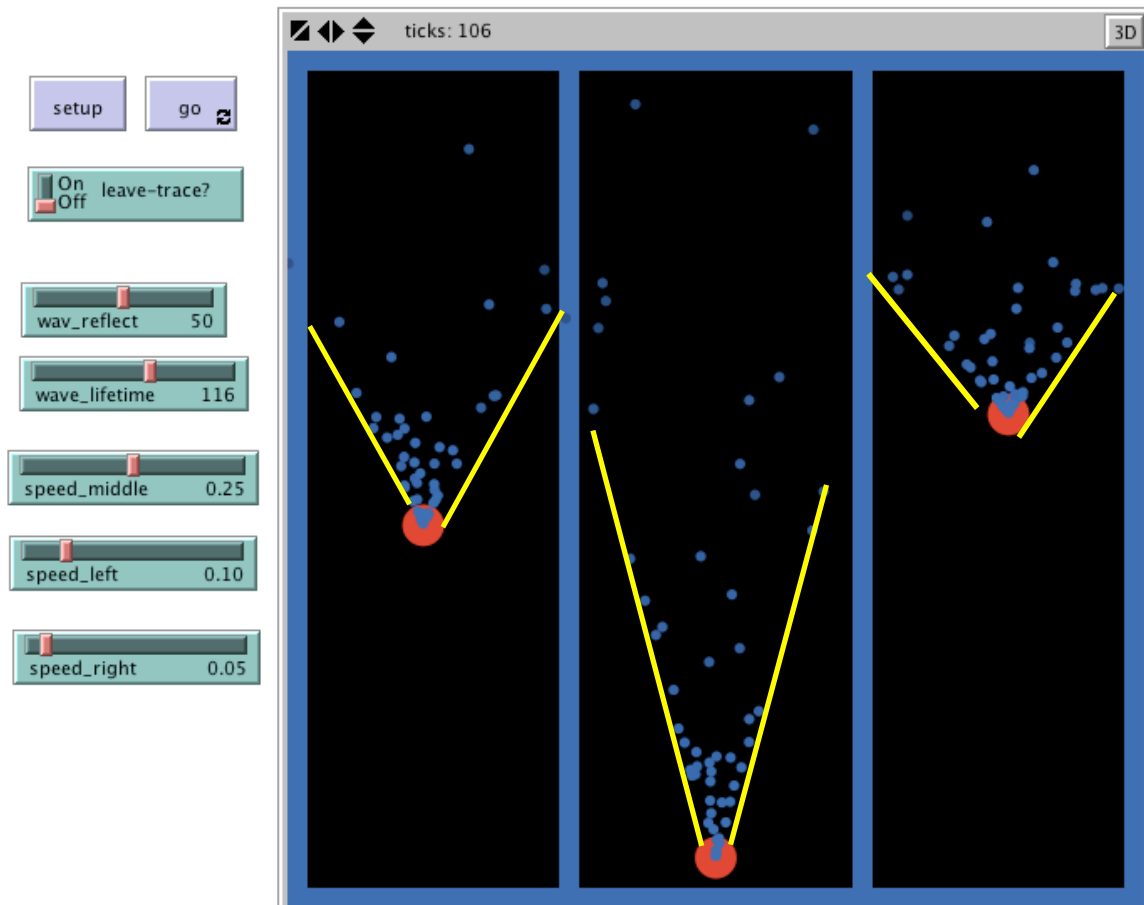 ticks: 106
3D
setup
go
On
Off
leave-trace?
wav_reflect 50
wave_lifetime 116
speed_middle 0.25
speed_left 0.10
speed_right 0.05